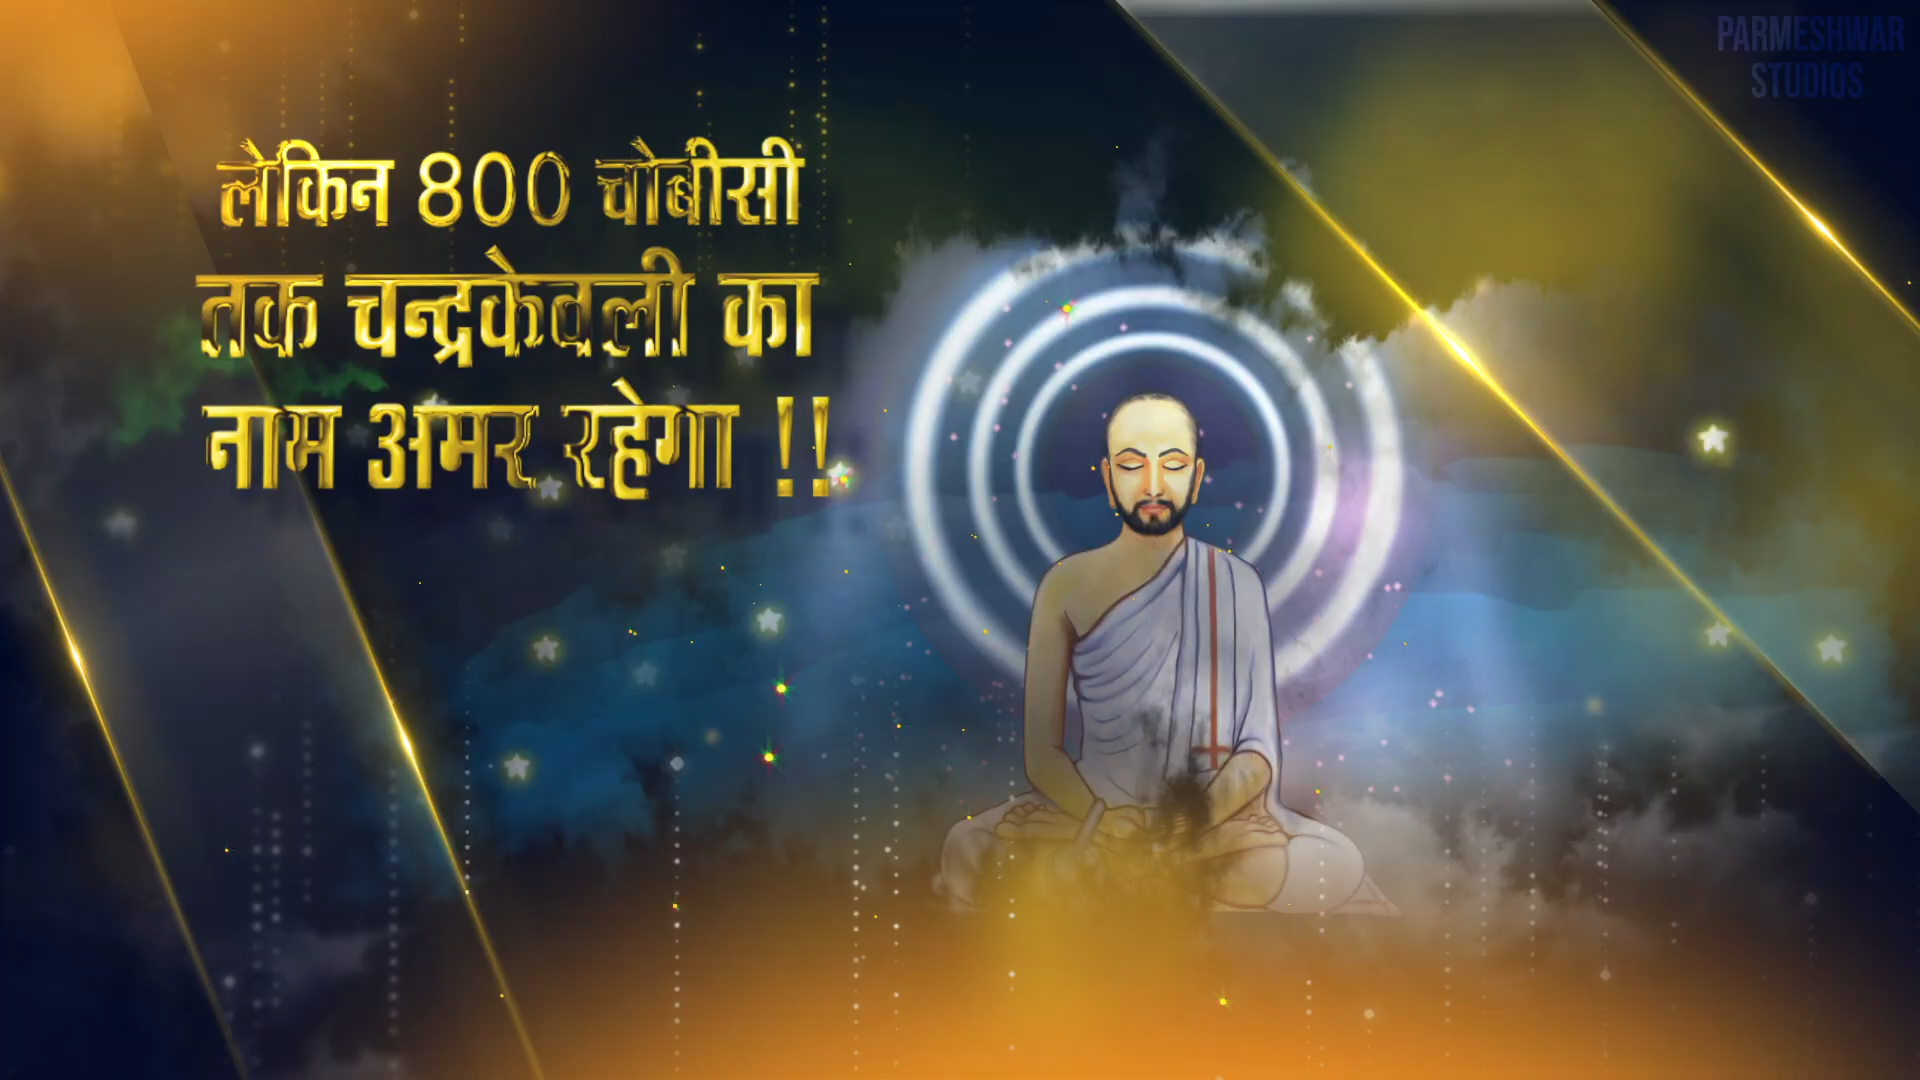 लेकिन 800 चोबीसी
तक चन्द्रकेवली का
नाम अमर रहेगा !!
PARMESHWAR
STUDIOS